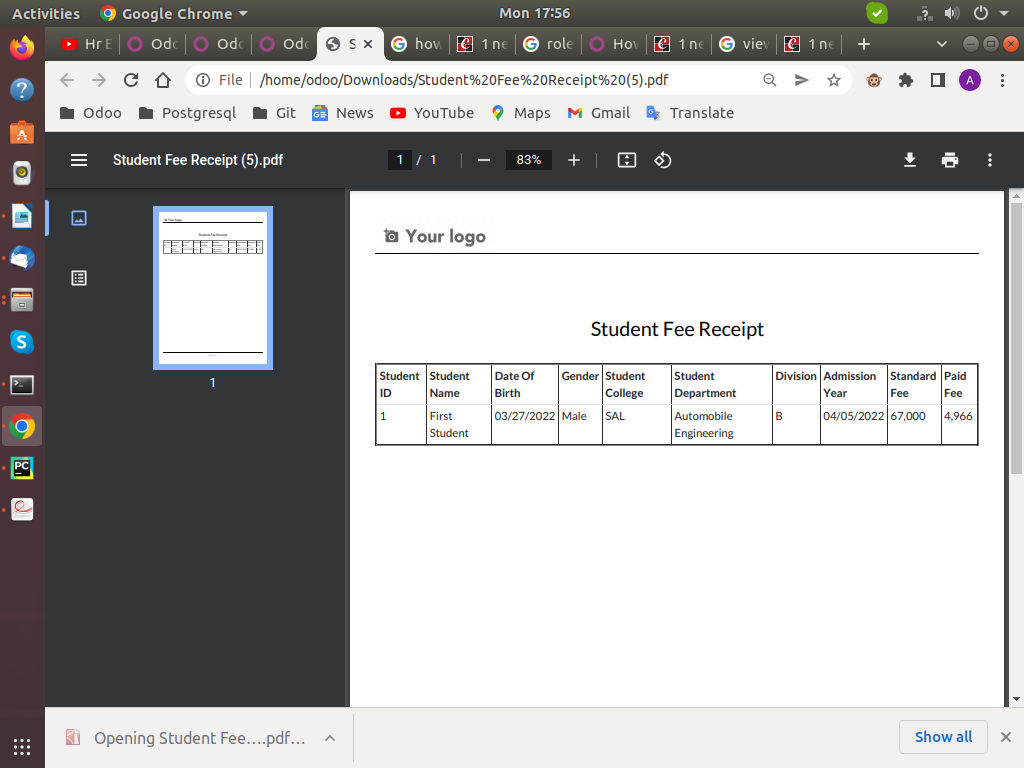 Activities Google Chrome Mon 17:56
Hr E Odo Odo Odo S how 1 ne role Hov 1 ne view 1 ne
File /home/odoo/Downloads/Student%20Fee%20Receipt%20(5).pdf A
Odoo Postgresql Git News YouTube Maps Gmail Translate
Student Fee Receipt (5).pdf 1 / 1 83%
Your logo
Student Fee Receipt
Student ID Student Name Date Of Birth Gender Student College Student Department Division Admission Year Standard Fee Paid Fee
1 First Student 03/27/2022 Male SAL Automobile Engineering B 04/05/2022 67,000 4,966
1
Opening Student Fee....pdf... Show all